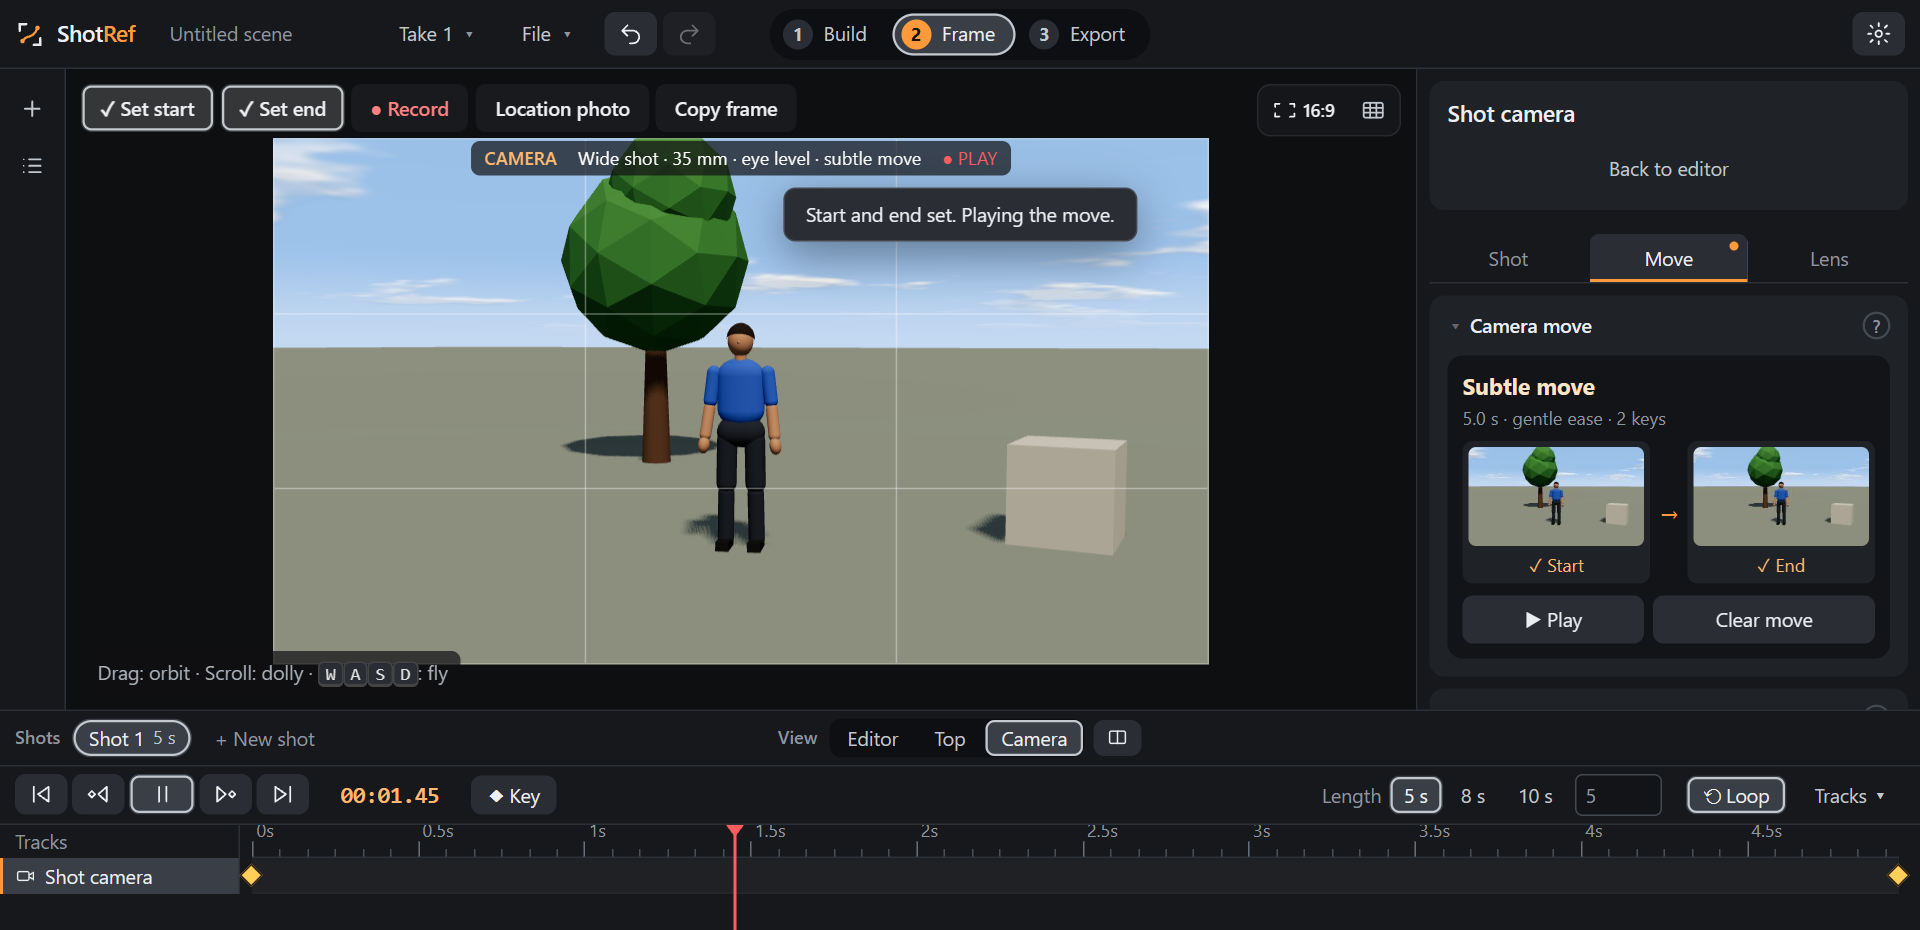 ShotRef
Untitled scene
Take 1
File
1 Build
2 Frame
3 Export
✓ Set start
✓ Set end
Record
Location photo
Copy frame
16:9
CAMERA Wide shot · 35 mm · eye level · subtle move ● PLAY
Start and end set. Playing the move.
Drag: orbit · Scroll: dolly · W A S D : fly
Shot camera
Back to editor
Shot
Move
Lens
Camera move
?
Subtle move
5.0 s · gentle ease · 2 keys
✓ Start
✓ End
Play
Clear move
Shots
Shot 1 5 s
+ New shot
View
Editor
Top
Camera
00:01.45
Key
Length
5 s
8 s
10 s
5
Loop
Tracks
Tracks
0s 0.5s 1s 1.5s 2s 2.5s 3s 3.5s 4s 4.5s
Shot camera